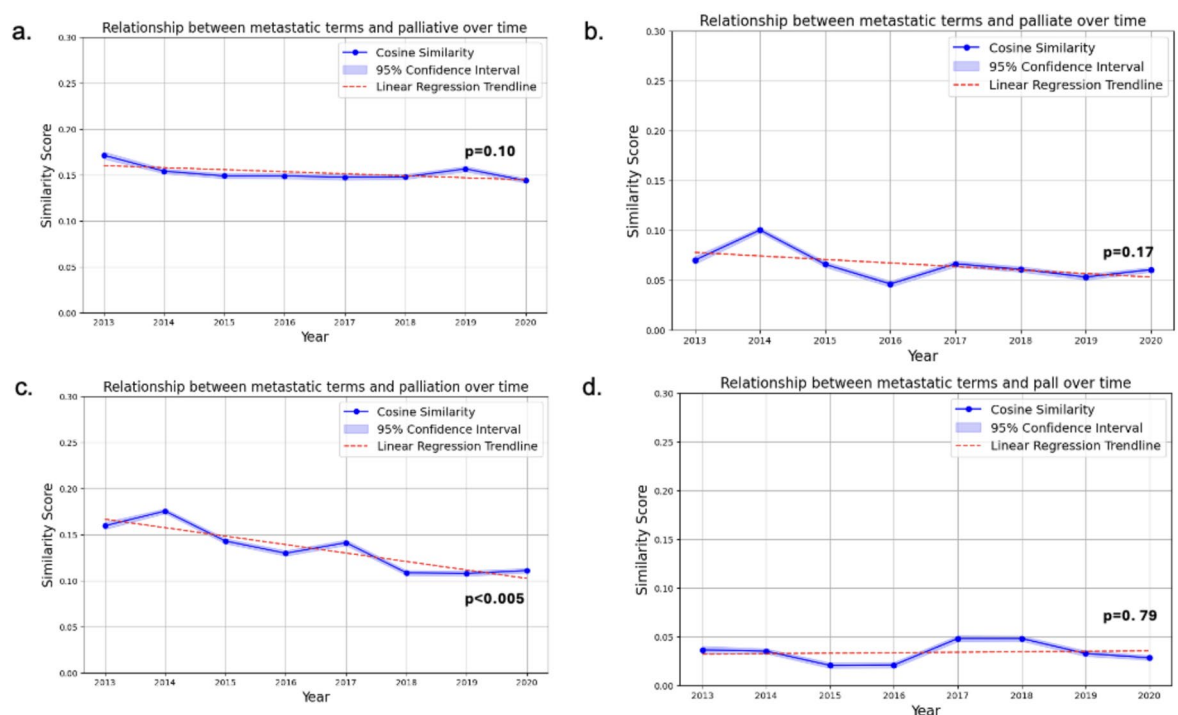 a.
Relationship between metastatic terms and palliative over time
Cosine Similarity
95% Confidence Interval
Linear Regression Trendline
p=0.10
Similarity Score
0.30
0.25
0.20
0.15
0.10
0.05
0.00
2013 2014 2015 2016 2017 2018 2019 2020
Year
b.
Relationship between metastatic terms and palliate over time
Cosine Similarity
95% Confidence Interval
Linear Regression Trendline
p=0.17
Similarity Score
0.30
0.25
0.20
0.15
0.10
0.05
0.00
2013 2014 2015 2016 2017 2018 2019 2020
Year
c.
Relationship between metastatic terms and palliation over time
Cosine Similarity
95% Confidence Interval
Linear Regression Trendline
p<0.005
Similarity Score
0.30
0.25
0.20
0.15
0.10
0.05
0.00
2013 2014 2015 2016 2017 2018 2019 2020
Year
d.
Relationship between metastatic terms and pall over time
Cosine Similarity
95% Confidence Interval
Linear Regression Trendline
p=0. 79
Similarity Score
0.30
0.25
0.20
0.15
0.10
0.05
0.00
2013 2014 2015 2016 2017 2018 2019 2020
Year